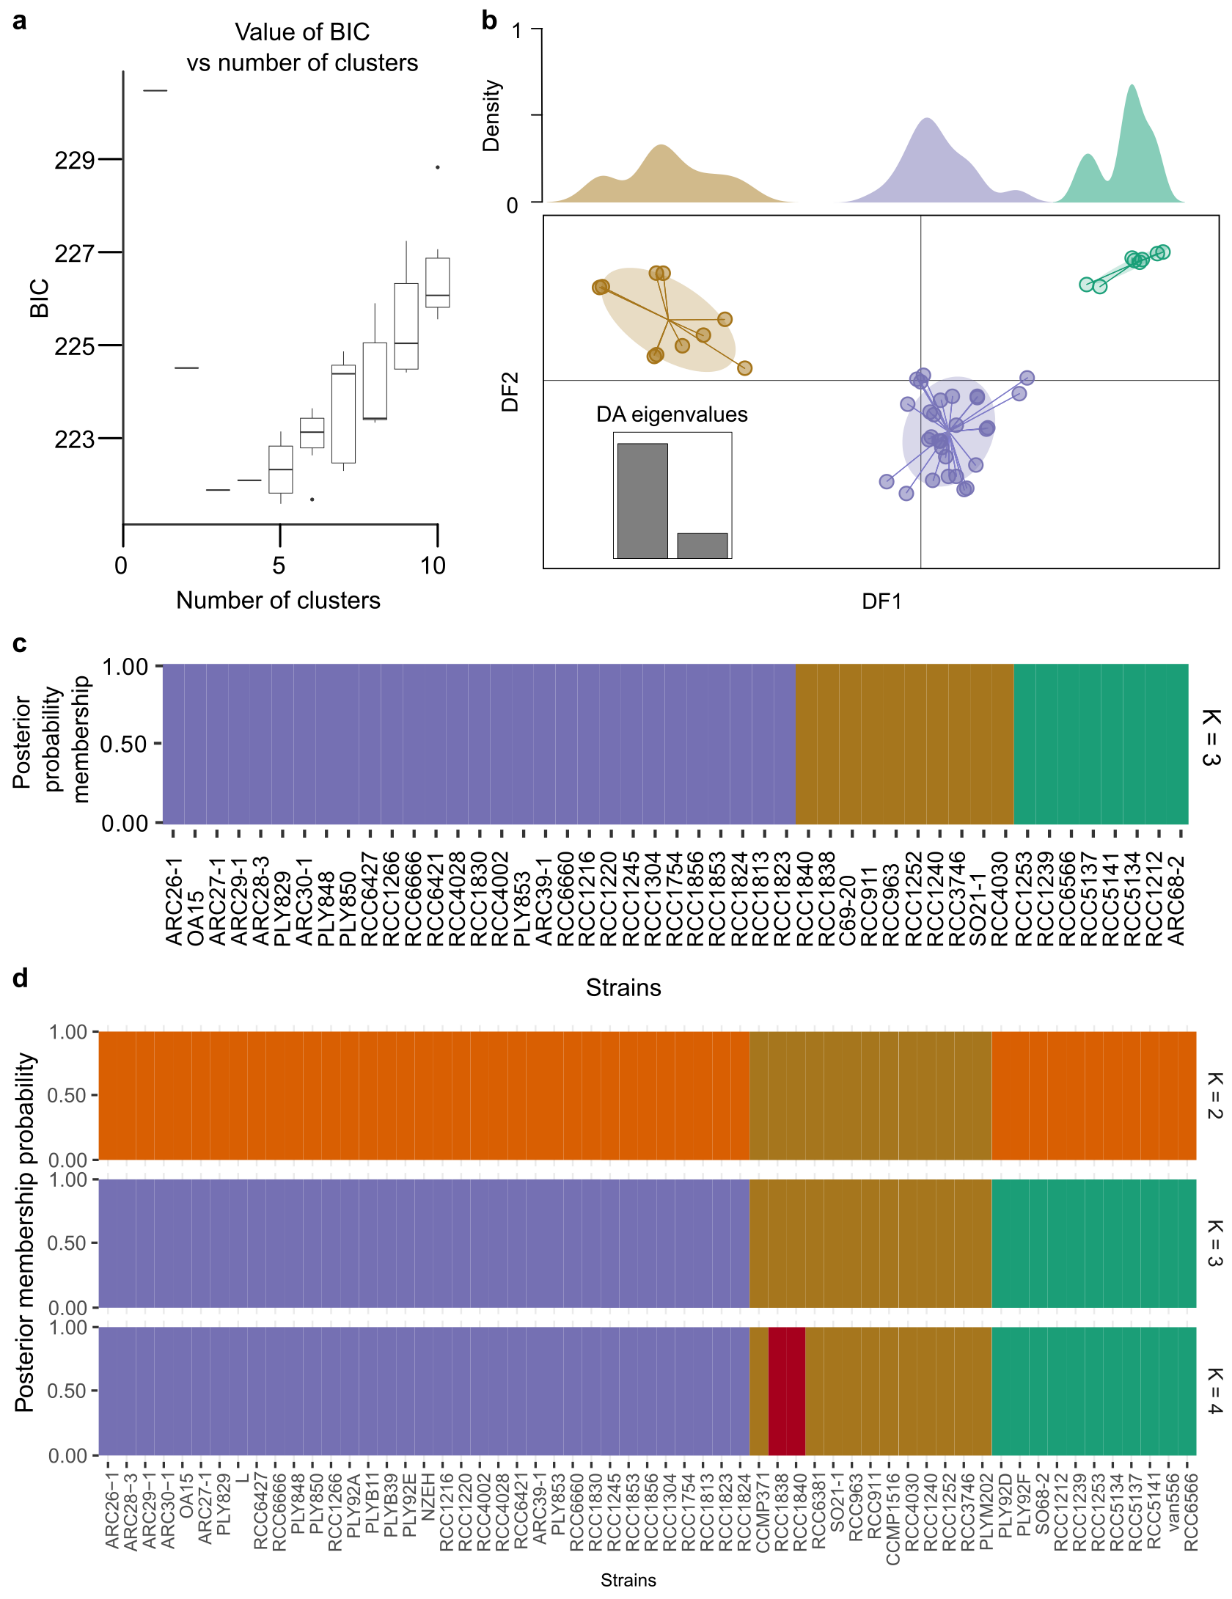 a
Value of BIC
vs number of clusters
229
227
225
223
BIC
0
5
10
Number of clusters
b
1
0
Density
DF2
DA eigenvalues
DF1
c
Posterior
probability
membership
1.00
0.50
0.00
K = 3
ARC26-1
OA15
ARC27-1
ARC29-1
ARC28-3
PLY829
ARC30-1
PLY848
PLY850
RCC6427
RCC1266
RCC6666
RCC6421
RCC4028
RCC1830
RCC4002
PLY853
ARC39-1
RCC6660
RCC1216
RCC1220
RCC1245
RCC1304
RCC1754
RCC1856
RCC1853
RCC1824
RCC1813
RCC1823
RCC1840
RCC1838
C69-20
RCC911
RCC963
RCC1252
RCC1240
RCC3746
SO21-1
RCC4030
RCC1253
RCC1239
RCC6566
RCC5137
RCC5141
RCC5134
RCC1212
ARC68-2
Strains
d
Posterior membership probability
1.00
0.50
0.00
K = 2
1.00
0.50
0.00
K = 3
1.00
0.50
0.00
K = 4
ARC26-1
ARC28-3
ARC29-1
ARC30-1
OA15
ARC27-1
PLY829
L
RCC6427
RCC6666
PLY848
PLY850
RCC1266
PLY92A
PLYB11
PLYB39
PLY92E
NZEH
RCC1216
RCC1220
RCC4002
RCC4028
RCC6421
ARC39-1
PLY853
RCC6660
RCC1830
RCC1245
RCC1853
RCC1856
RCC1304
RCC1754
RCC1813
RCC1823
RCC1824
CCMP371
RCC1838
RCC1840
RCC6381
SO21-1
RCC963
RCC911
CCMP1516
RCC4030
RCC1240
RCC1252
RCC3746
PLYM202
PLY92D
PLY92F
SO68-2
RCC1212
RCC1239
RCC1253
RCC5134
RCC5137
RCC5141
van556
RCC6566
Strains